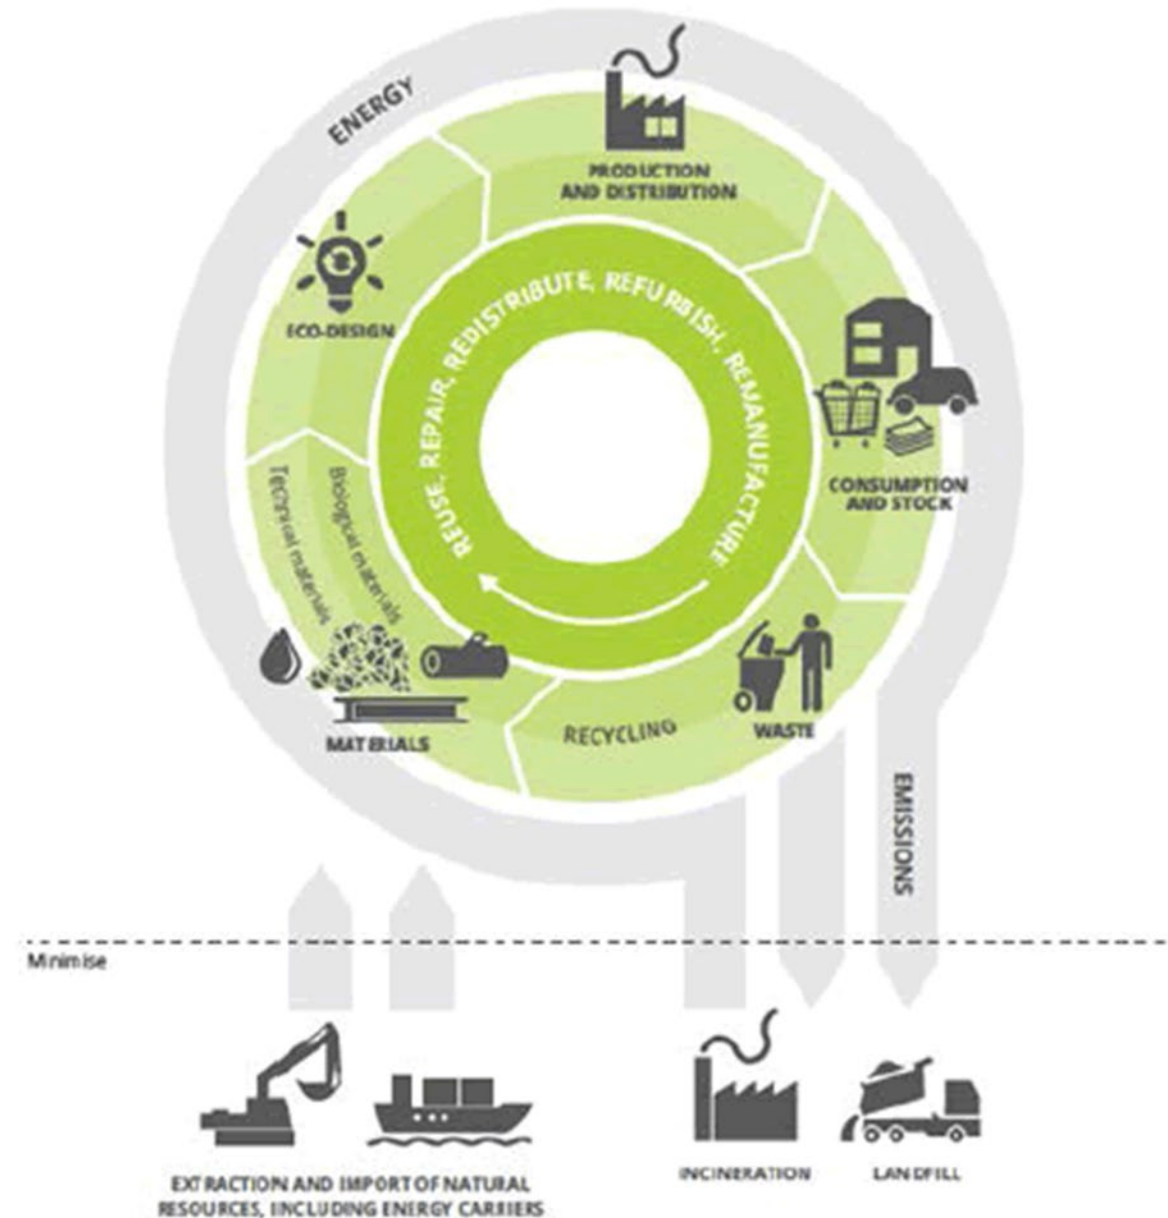 ENERGY
PRODUCTION
AND DISTRIBUTION
ECO-DESIGN
REUSE, REPAIR, REDISTRIBUTE, REFURBISH, REMANUFACTURE
CONSUMPTION
AND STOCK
Technical materials
Biological materials
MATERIALS
RECYCLING
WASTE
EMISSIONS
Minimise
EXTRACTION AND IMPORT OF NATURAL
RESOURCES, INCLUDING ENERGY CARRIERS
INCINERATION
LANDFILL